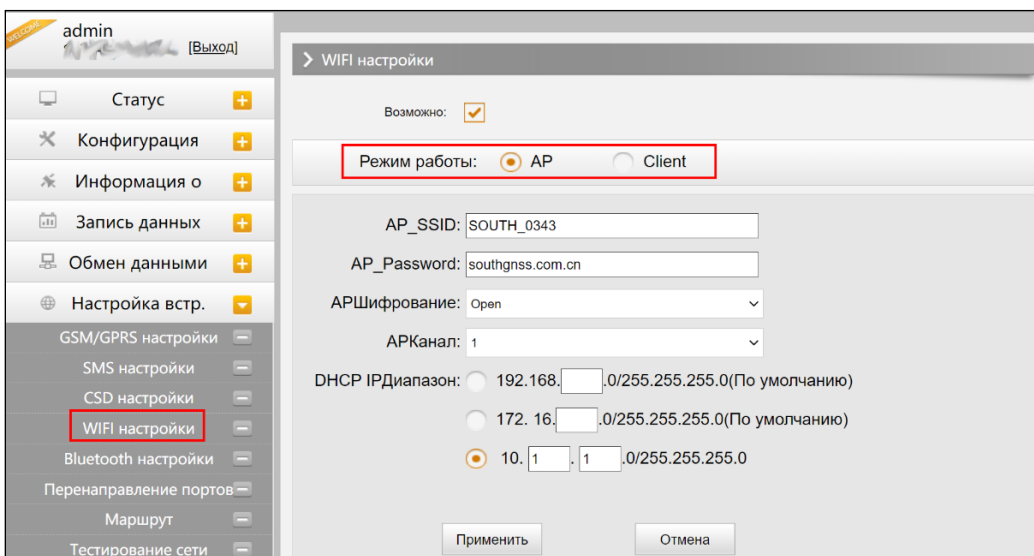 WELCOME
admin
[Выход]
Статус
Конфигурация
Информация о
Запись данных
Обмен данными
Настройка встр.
GSM/GPRS настройки
SMS настройки
CSD настройки
WIFI настройки
Bluetooth настройки
Перенаправление портов
Маршрут
Тестирование сети
WIFI настройки
Возможно:
Режим работы: AP Client
AP_SSID: SOUTH_0343
AP_Password: southgnss.com.cn
APШифрование: Open
APКанал: 1
DHCP IPДиапазон: 192.168. .0/255.255.255.0(По умолчанию)
172. 16. .0/255.255.255.0(По умолчанию)
10. 1 . 1 .0/255.255.255.0
Применить Отмена